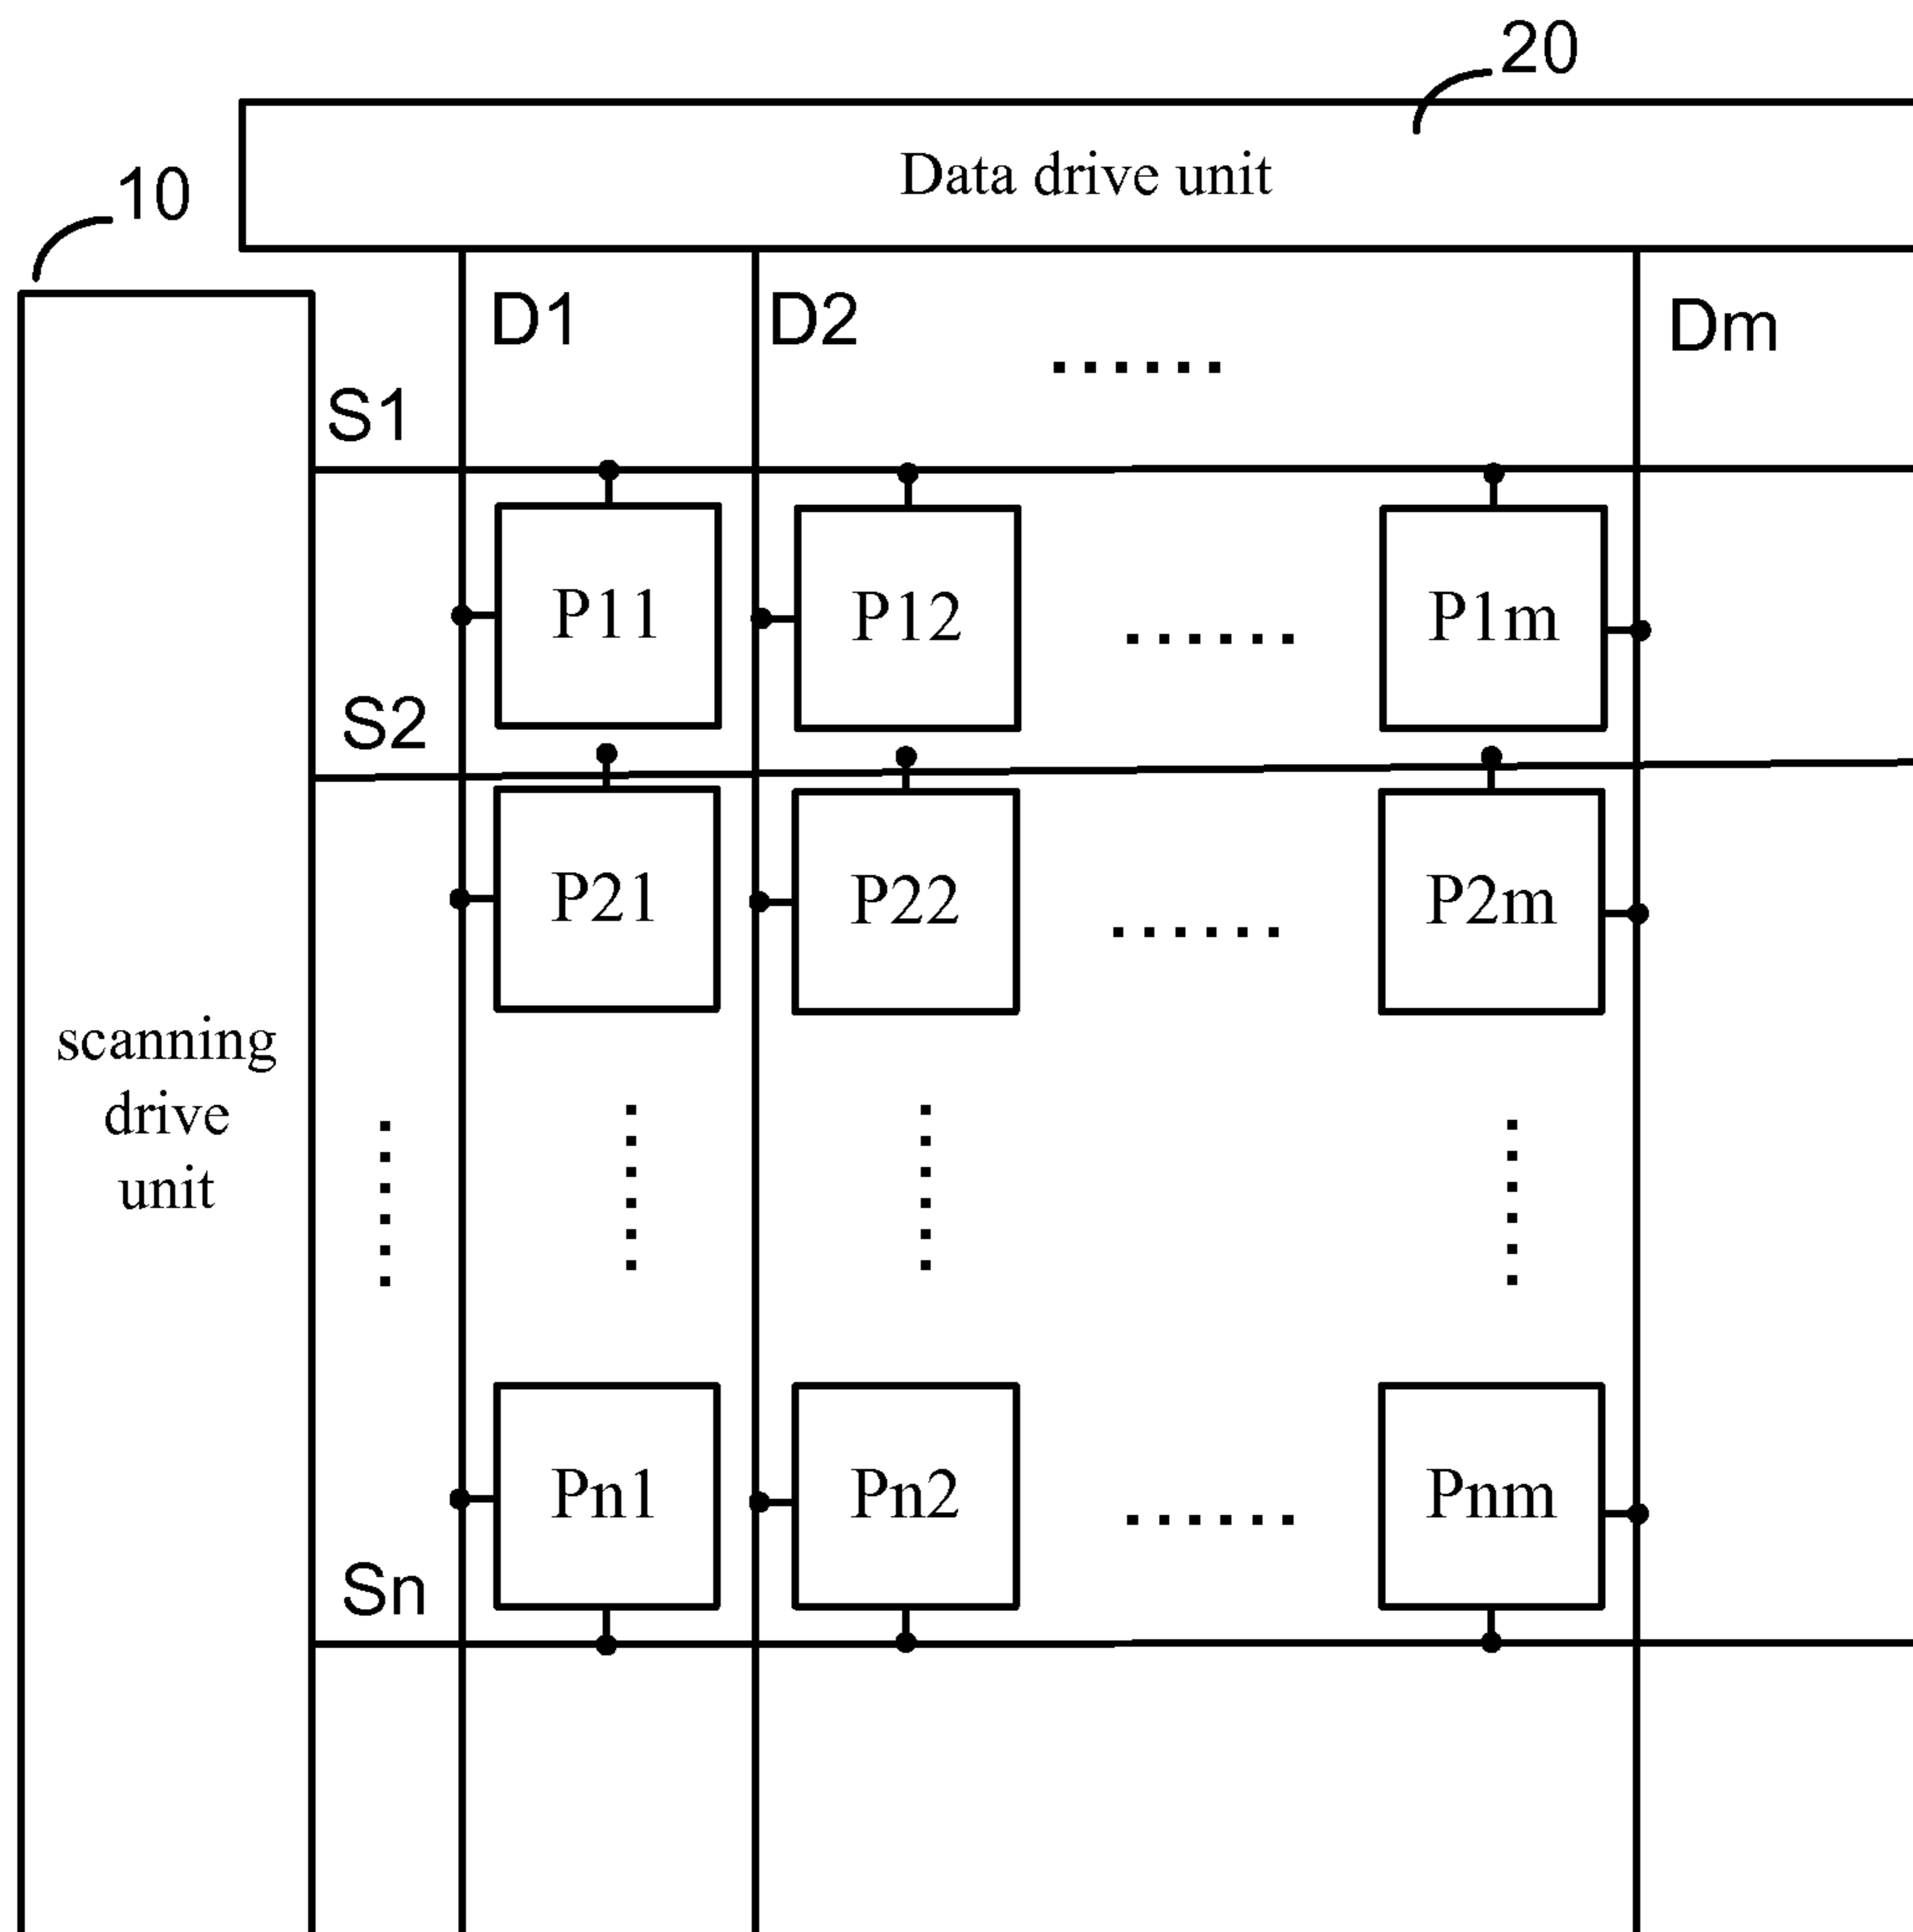 20
Data drive unit
10
D1 D2 ...... Dm
S1
P11 P12 ...... P1m
S2
P21 P22 ...... P2m
scanning
drive
unit
Pn1 Pn2 ...... Pnm
Sn